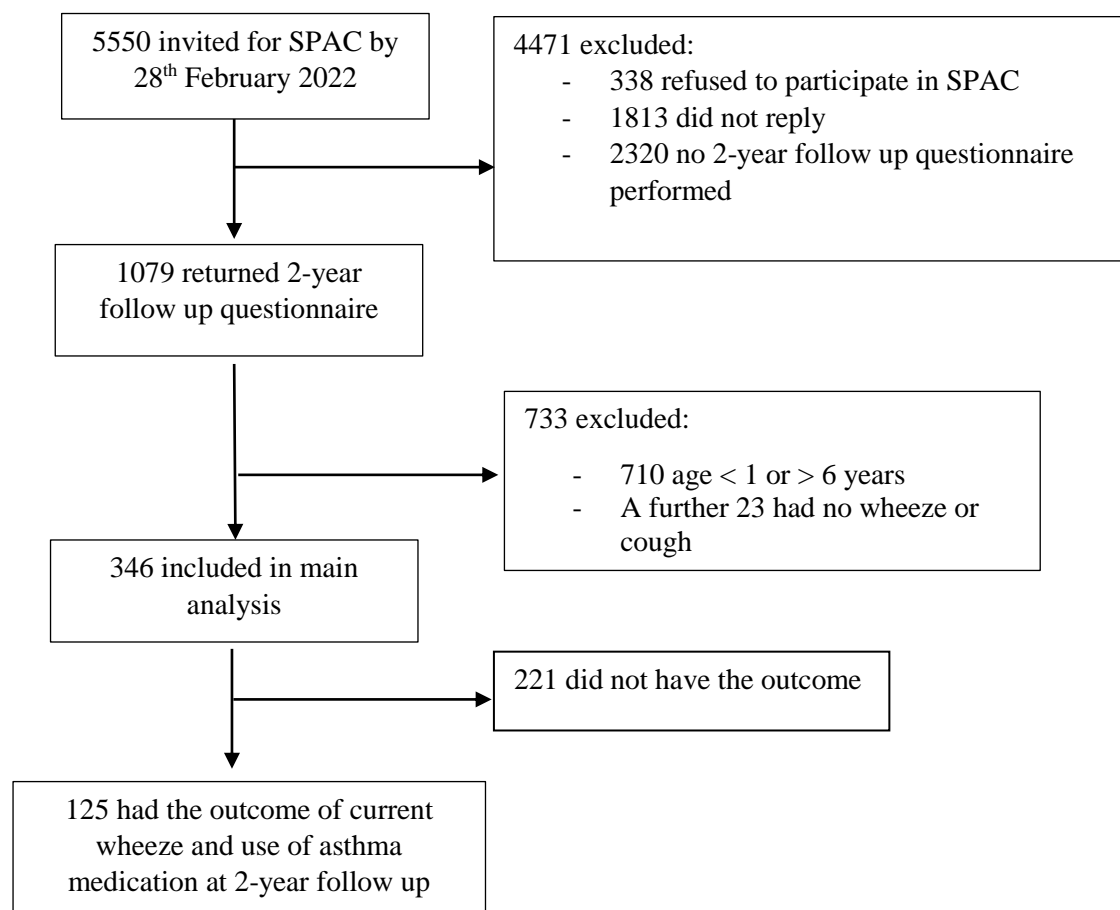 5550 invited for SPAC by
28th February 2022
4471 excluded:
- 338 refused to participate in SPAC
- 1813 did not reply
- 2320 no 2-year follow up questionnaire
performed
1079 returned 2-year
follow up questionnaire
733 excluded:
- 710 age < 1 or > 6 years
- A further 23 had no wheeze or
cough
346 included in main
analysis
221 did not have the outcome
125 had the outcome of current
wheeze and use of asthma
medication at 2-year follow up